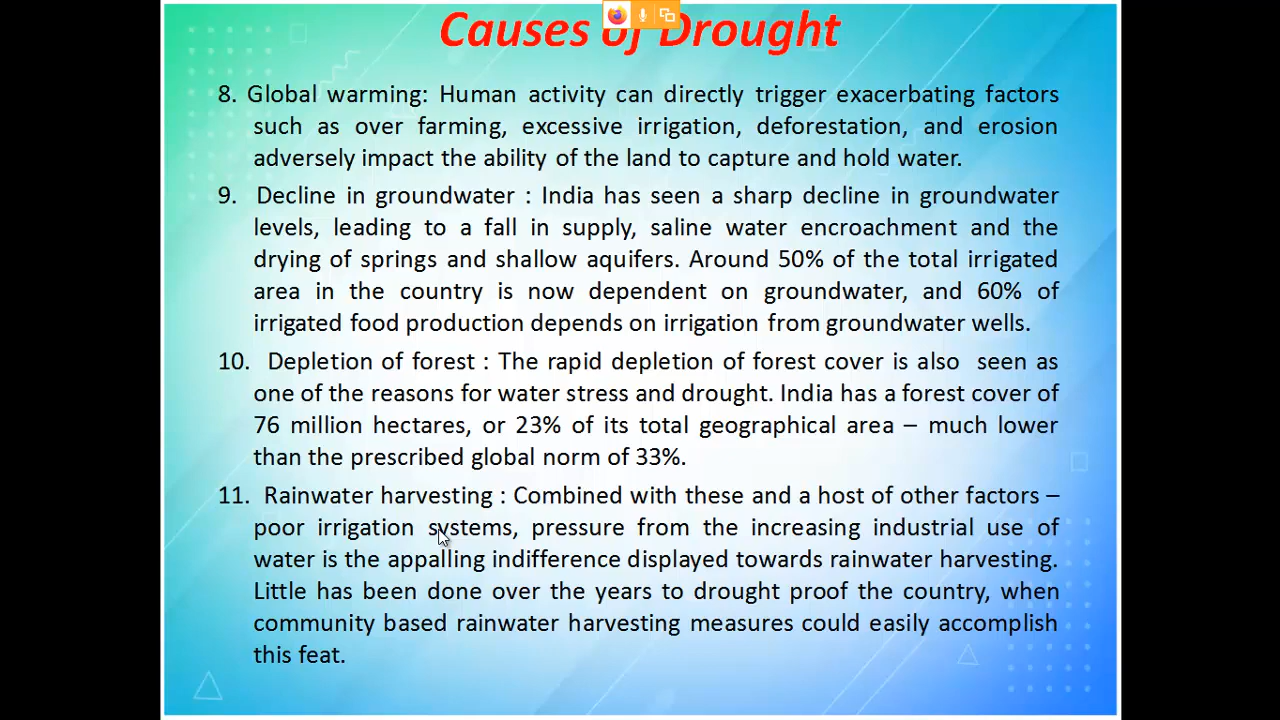 Causes of Drought
8. Global warming: Human activity can directly trigger exacerbating factors
such as over farming, excessive irrigation, deforestation, and erosion
adversely impact the ability of the land to capture and hold water.
9. Decline in groundwater : India has seen a sharp decline in groundwater
levels, leading to a fall in supply, saline water encroachment and the
drying of springs and shallow aquifers. Around 50% of the total irrigated
area in the country is now dependent on groundwater, and 60% of
irrigated food production depends on irrigation from groundwater wells.
10. Depletion of forest : The rapid depletion of forest cover is also seen as
one of the reasons for water stress and drought. India has a forest cover of
76 million hectares, or 23% of its total geographical area – much lower
than the prescribed global norm of 33%.
11. Rainwater harvesting : Combined with these and a host of other factors –
poor irrigation systems, pressure from the increasing industrial use of
water is the appalling indifference displayed towards rainwater harvesting.
Little has been done over the years to drought proof the country, when
community based rainwater harvesting measures could easily accomplish
this feat.